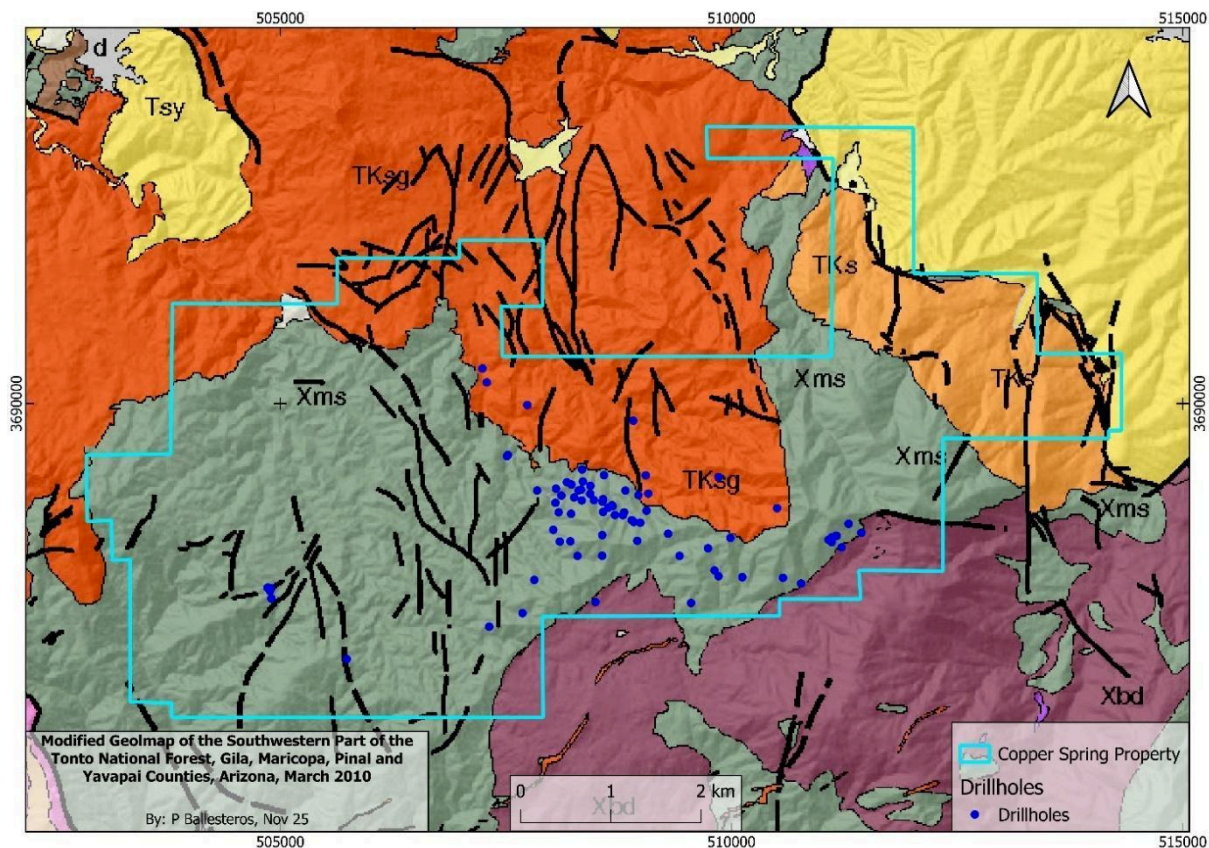 505000
510000
515000
d
Tsy
TKsg
TKs
3690000
3690000
Xms
Xms
TKs
Xms
TKsg
Xms
Xbd
Modified Geolmap of the Southwestern Part of the
Tonto National Forest, Gila, Maricopa, Pinal and
Yavapai Counties, Arizona, March 2010
By: P Ballesteros, Nov 25
Xbd
0 1 2 km
Copper Spring Property
Drillholes
Drillholes
505000
510000
515000